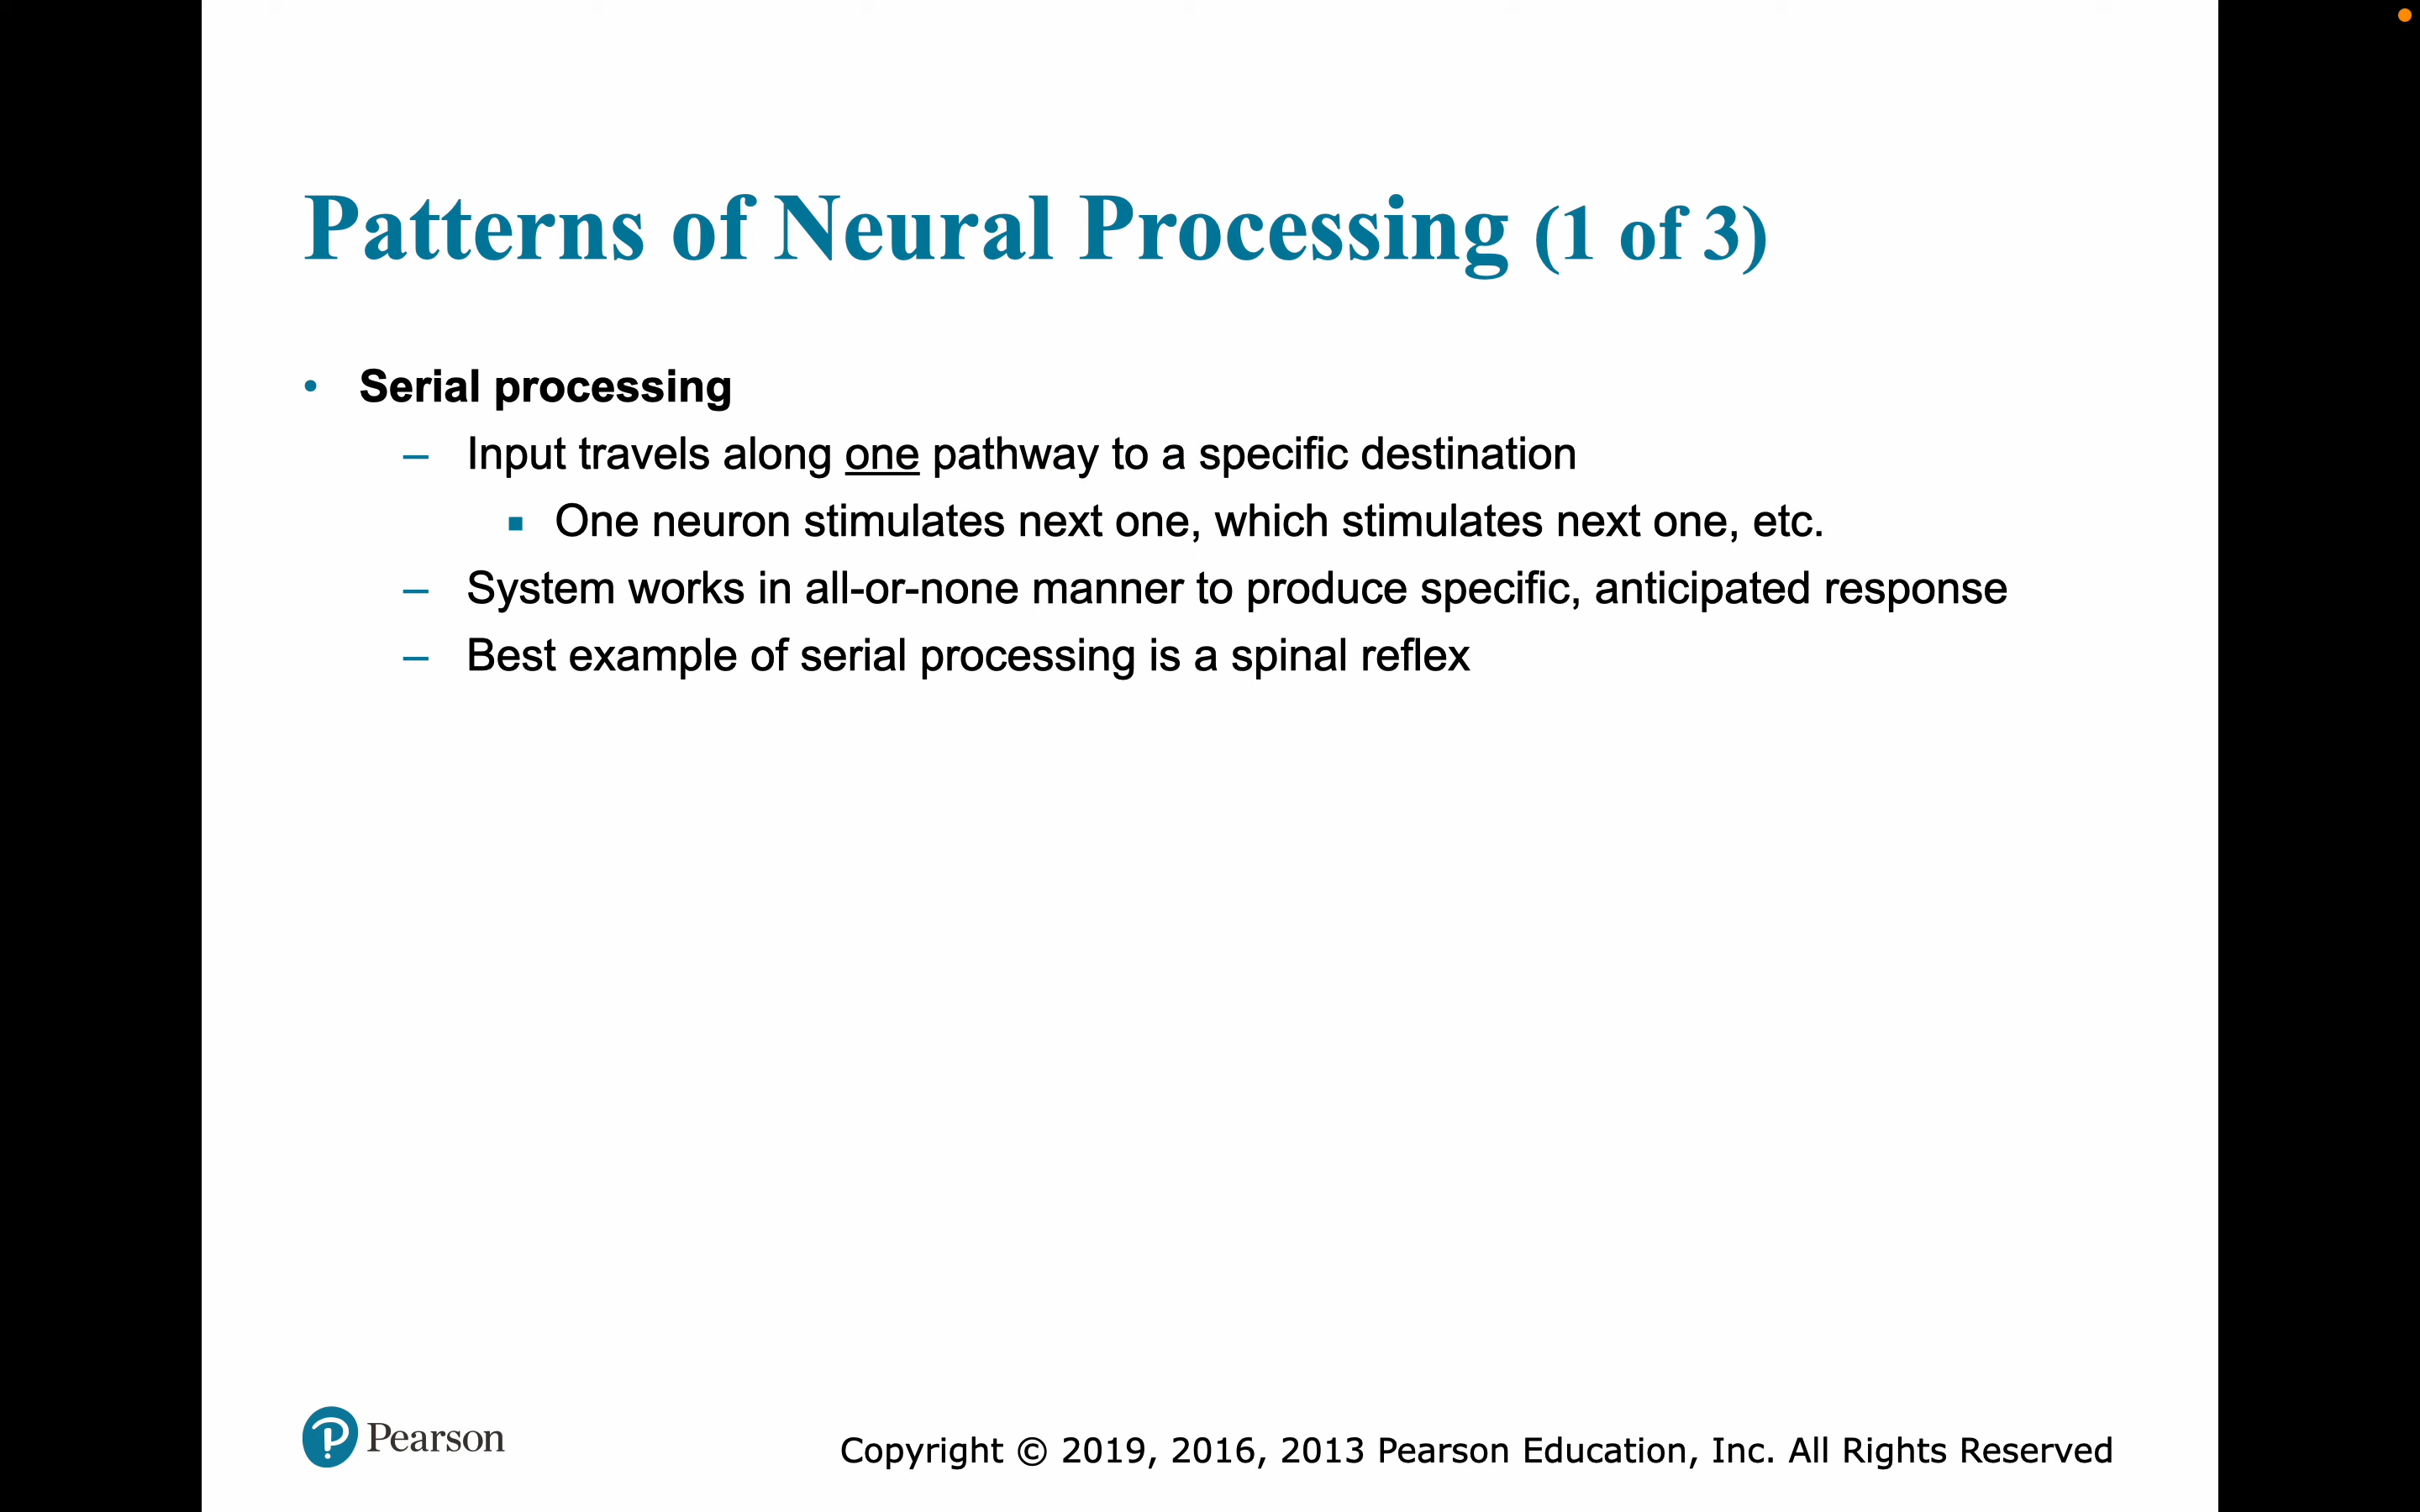 Patterns of Neural Processing (1 of 3)
• Serial processing
– Input travels along one pathway to a specific destination
▪ One neuron stimulates next one, which stimulates next one, etc.
– System works in all-or-none manner to produce specific, anticipated response
– Best example of serial processing is a spinal reflex
Pearson
Copyright © 2019, 2016, 2013 Pearson Education, Inc. All Rights Reserved